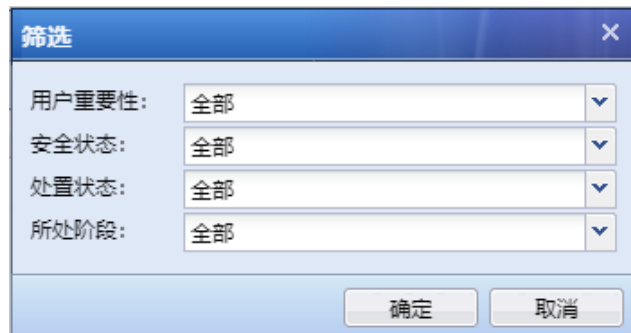 筛选
用户重要性: 全部
安全状态: 全部
处置状态: 全部
所处阶段: 全部
确定 取消